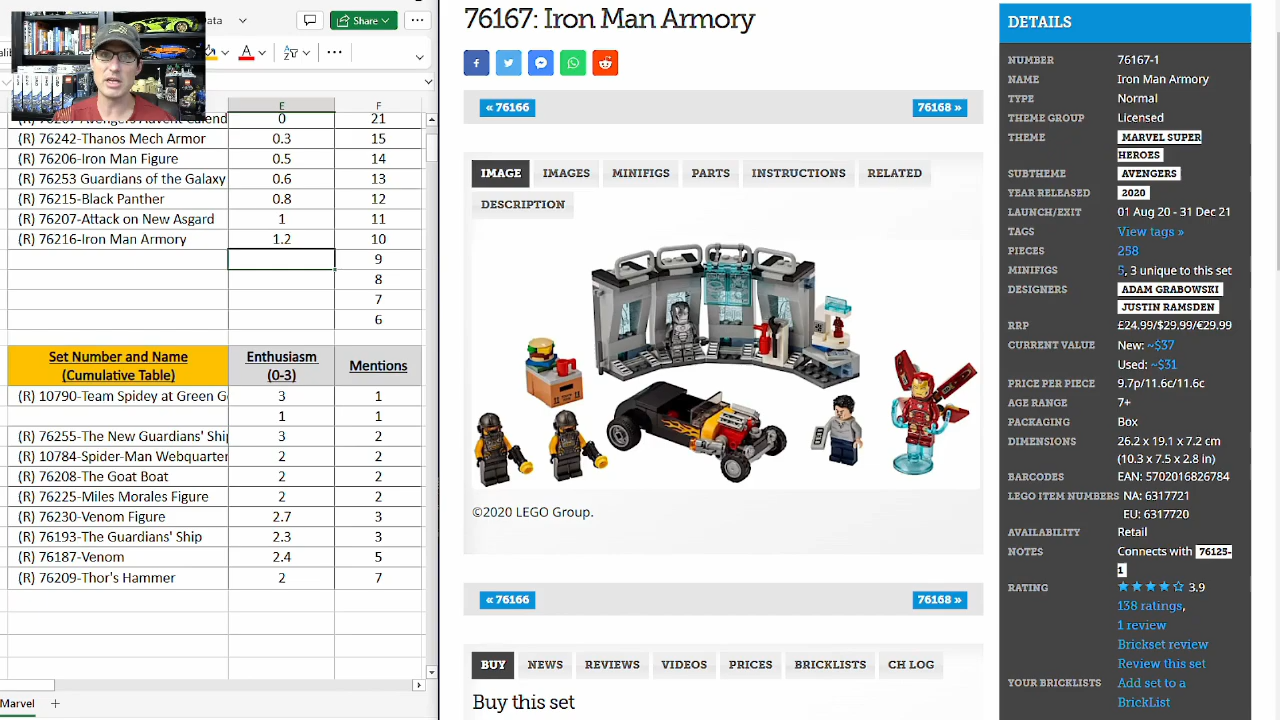 Data
Share
E
F
(R) 76267-Avengers Advent Calend
0
21
(R) 76242-Thanos Mech Armor
0.3
15
(R) 76206-Iron Man Figure
0.5
14
(R) 76253 Guardians of the Galaxy
0.6
13
(R) 76215-Black Panther
0.8
12
(R) 76207-Attack on New Asgard
1
11
(R) 76216-Iron Man Armory
1.2
10
9
8
7
6
Set Number and Name
(Cumulative Table)
Enthusiasm
(0-3)
Mentions
(R) 10790-Team Spidey at Green G
3
1
1
1
(R) 76255-The New Guardians' Ship
3
2
(R) 10784-Spider-Man Webquarter
2
2
(R) 76208-The Goat Boat
2
2
(R) 76225-Miles Morales Figure
2
2
(R) 76230-Venom Figure
2.7
3
(R) 76193-The Guardians' Ship
2.3
3
(R) 76187-Venom
2.4
5
(R) 76209-Thor's Hammer
2
7
Marvel
76167: Iron Man Armory
« 76166
76168 »
IMAGE
IMAGES
MINIFIGS
PARTS
INSTRUCTIONS
RELATED
DESCRIPTION
©2020 LEGO Group.
« 76166
76168 »
BUY
NEWS
REVIEWS
VIDEOS
PRICES
BRICKLISTS
CH LOG
Buy this set
DETAILS
NUMBER
76167-1
NAME
Iron Man Armory
TYPE
Normal
THEME GROUP
Licensed
THEME
MARVEL SUPER
HEROES
SUBTHEME
AVENGERS
YEAR RELEASED
2020
LAUNCH/EXIT
01 Aug 20 - 31 Dec 21
TAGS
View tags »
PIECES
258
MINIFIGS
5, 3 unique to this set
DESIGNERS
ADAM GRABOWSKI
JUSTIN RAMSDEN
RRP
£24.99/$29.99/€29.99
CURRENT VALUE
New: ~$37
Used: ~$31
PRICE PER PIECE
9.7p/11.6c/11.6c
AGE RANGE
7+
PACKAGING
Box
DIMENSIONS
26.2 x 19.1 x 7.2 cm
(10.3 x 7.5 x 2.8 in)
BARCODES
EAN: 5702016826784
LEGO ITEM NUMBERS
NA: 6317721
EU: 6317720
AVAILABILITY
Retail
NOTES
Connects with 76125-
1
RATING
3.9
138 ratings,
1 review
Brickset review
Review this set
YOUR BRICKLISTS
Add set to a
BrickList